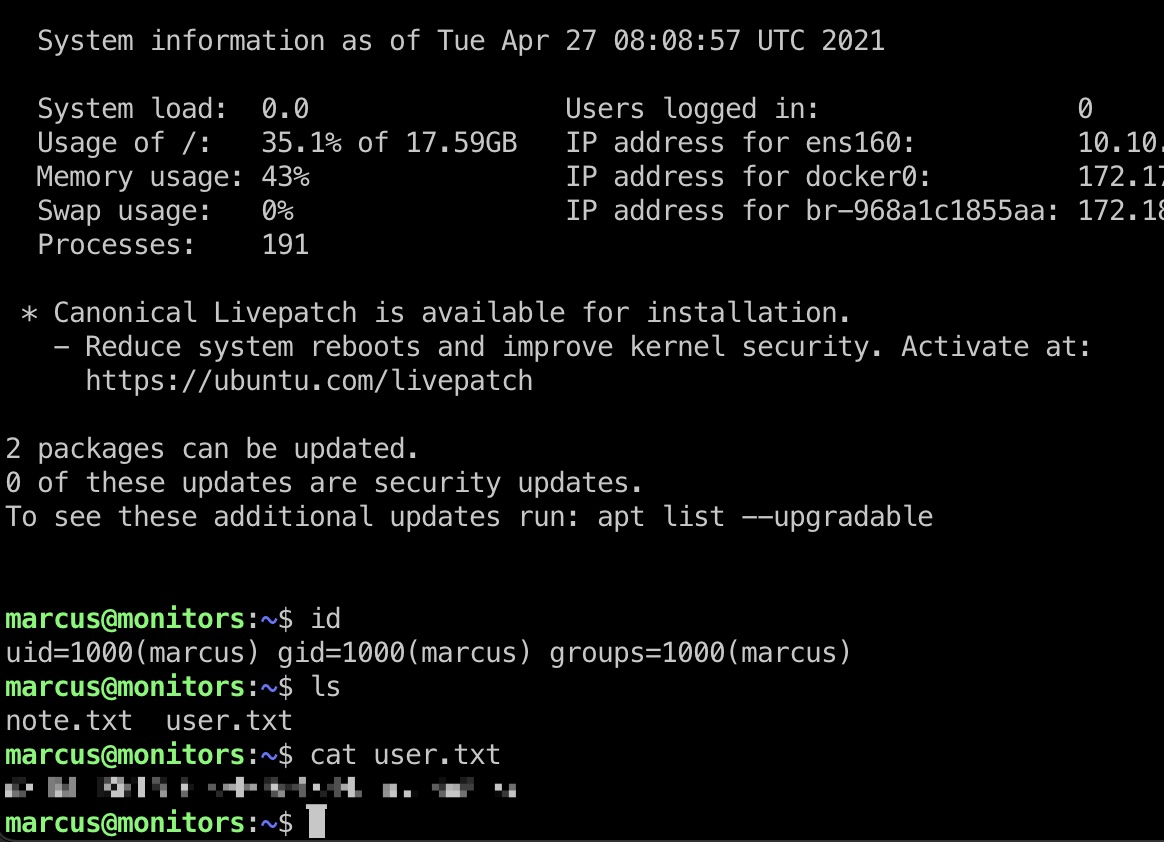 System information as of Tue Apr 27 08:08:57 UTC 2021
System load:  0.0                Users logged in:                0
Usage of /:   35.1% of 17.59GB   IP address for ens160:          10.10.
Memory usage: 43%                IP address for docker0:         172.17
Swap usage:   0%                 IP address for br-968a1c1855aa: 172.18
Processes:    191
* Canonical Livepatch is available for installation.
- Reduce system reboots and improve kernel security. Activate at:
https://ubuntu.com/livepatch
2 packages can be updated.
0 of these updates are security updates.
To see these additional updates run: apt list --upgradable
marcus@monitors:~$ id
uid=1000(marcus) gid=1000(marcus) groups=1000(marcus)
marcus@monitors:~$ ls
note.txt  user.txt
marcus@monitors:~$ cat user.txt
marcus@monitors:~$